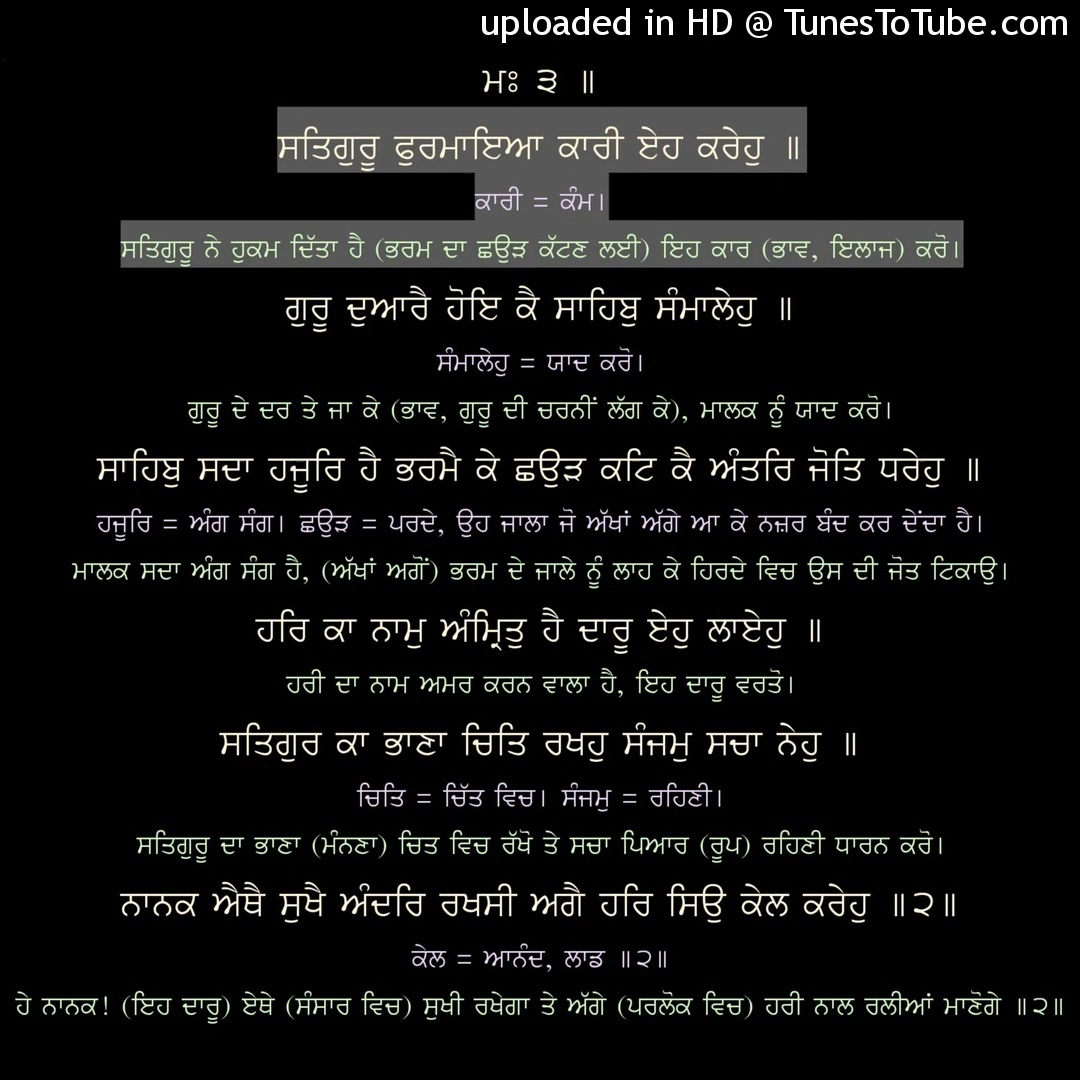 uploaded in HD @ TunesToTube.com
ਮਃ ੩ ॥
ਸਤਿਗੁਰੂ ਫੁਰਮਾਇਆ ਕਾਰੀ ਏਹ ਕਰੇਹੁ ॥
ਕਾਰੀ = ਕੰਮ।
ਸਤਿਗੁਰੂ ਨੇ ਹੁਕਮ ਦਿੱਤਾ ਹੈ (ਭਰਮ ਦਾ ਛਉੜ ਕੱਟਣ ਲਈ) ਇਹ ਕਾਰ (ਭਾਵ, ਇਲਾਜ) ਕਰੋ।
ਗੁਰੂ ਦੁਆਰੈ ਹੋਇ ਕੈ ਸਾਹਿਬੁ ਸੰਮਾਲੇਹੁ ॥
ਸੰਮਾਲੇਹੁ = ਯਾਦ ਕਰੋ।
ਗੁਰੂ ਦੇ ਦਰ ਤੇ ਜਾ ਕੇ (ਭਾਵ, ਗੁਰੂ ਦੀ ਚਰਨੀਂ ਲੱਗ ਕੇ), ਮਾਲਕ ਨੂੰ ਯਾਦ ਕਰੋ।
ਸਾਹਿਬੁ ਸਦਾ ਹਜੂਰਿ ਹੈ ਭਰਮੈ ਕੇ ਛਉੜ ਕਟਿ ਕੈ ਅੰਤਰਿ ਜੋਤਿ ਧਰੇਹੁ ॥
ਹਜੂਰਿ = ਅੰਗ ਸੰਗ। ਛਉੜ = ਪਰਦੇ, ਉਹ ਜਾਲਾ ਜੋ ਅੱਖਾਂ ਅੱਗੇ ਆ ਕੇ ਨਜ਼ਰ ਬੰਦ ਕਰ ਦੇਂਦਾ ਹੈ।
ਮਾਲਕ ਸਦਾ ਅੰਗ ਸੰਗ ਹੈ, (ਅੱਖਾਂ ਅਗੋਂ) ਭਰਮ ਦੇ ਜਾਲੇ ਨੂੰ ਲਾਹ ਕੇ ਹਿਰਦੇ ਵਿਚ ਉਸ ਦੀ ਜੋਤ ਟਿਕਾਉ।
ਹਰਿ ਕਾ ਨਾਮੁ ਅੰਮ੍ਰਿਤੁ ਹੈ ਦਾਰੂ ਏਹੁ ਲਾਏਹੁ ॥
ਹਰੀ ਦਾ ਨਾਮ ਅਮਰ ਕਰਨ ਵਾਲਾ ਹੈ, ਇਹ ਦਾਰੂ ਵਰਤੋ।
ਸਤਿਗੁਰ ਕਾ ਭਾਣਾ ਚਿਤਿ ਰਖਹੁ ਸੰਜਮੁ ਸਚਾ ਨੇਹੁ ॥
ਚਿਤਿ = ਚਿੱਤ ਵਿਚ। ਸੰਜਮੁ = ਰਹਿਣੀ।
ਸਤਿਗੁਰੂ ਦਾ ਭਾਣਾ (ਮੰਨਣਾ) ਚਿਤ ਵਿਚ ਰੱਖੋ ਤੇ ਸਚਾ ਪਿਆਰ (ਰੂਪ) ਰਹਿਣੀ ਧਾਰਨ ਕਰੋ।
ਨਾਨਕ ਐਥੈ ਸੁਖੈ ਅੰਦਰਿ ਰਖਸੀ ਅਗੈ ਹਰਿ ਸਿਉ ਕੇਲ ਕਰੇਹੁ ॥੨॥
ਕੇਲ = ਆਨੰਦ, ਲਾਡ ॥੨॥
ਹੇ ਨਾਨਕ! (ਇਹ ਦਾਰੂ) ਏਥੇ (ਸੰਸਾਰ ਵਿਚ) ਸੁਖੀ ਰਖੇਗਾ ਤੇ ਅੱਗੇ (ਪਰਲੋਕ ਵਿਚ) ਹਰੀ ਨਾਲ ਰਲੀਆਂ ਮਾਣੋਗੇ ॥੨॥